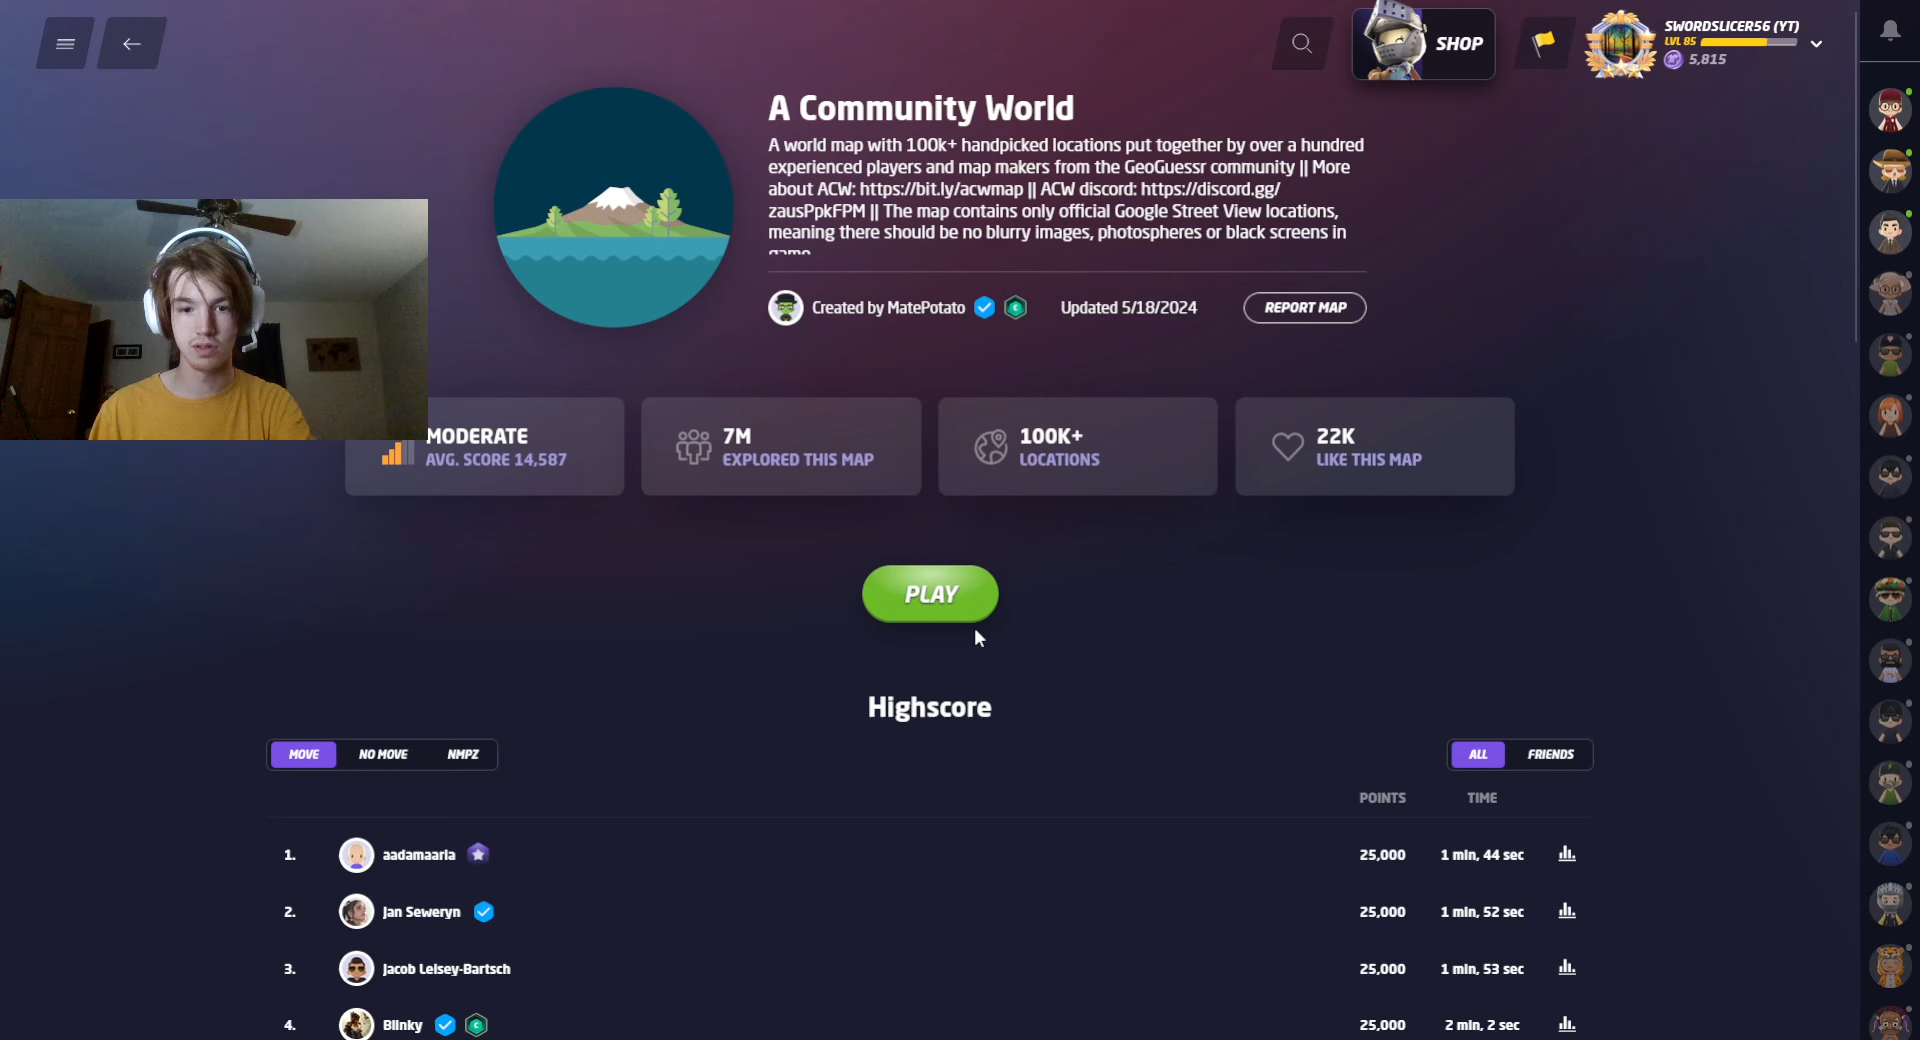 SHOP
SWORDSLICER56 (YT)
LVL 85
5,815
A Community World
A world map with 100k+ handpicked locations put together by over a hundred
experienced players and map makers from the GeoGuessr community || More
about ACW: https://bit.ly/acwmap || ACW discord: https://discord.gg/
zausPpkFPM || The map contains only official Google Street View locations,
meaning there should be no blurry images, photospheres or black screens in
game
Created by MatePotato
Updated 5/18/2024
REPORT MAP
MODERATE
AVG. SCORE 14,587
7M
EXPLORED THIS MAP
100K+
LOCATIONS
22K
LIKE THIS MAP
PLAY
Highscore
MOVE NO MOVE NMPZ
ALL FRIENDS
POINTS TIME
1. aadamaarla 25,000 1 min, 44 sec
2. Jan Seweryn 25,000 1 min, 52 sec
3. Jacob Leisey-Bartsch 25,000 1 min, 53 sec
4. Blinky 25,000 2 min, 2 sec